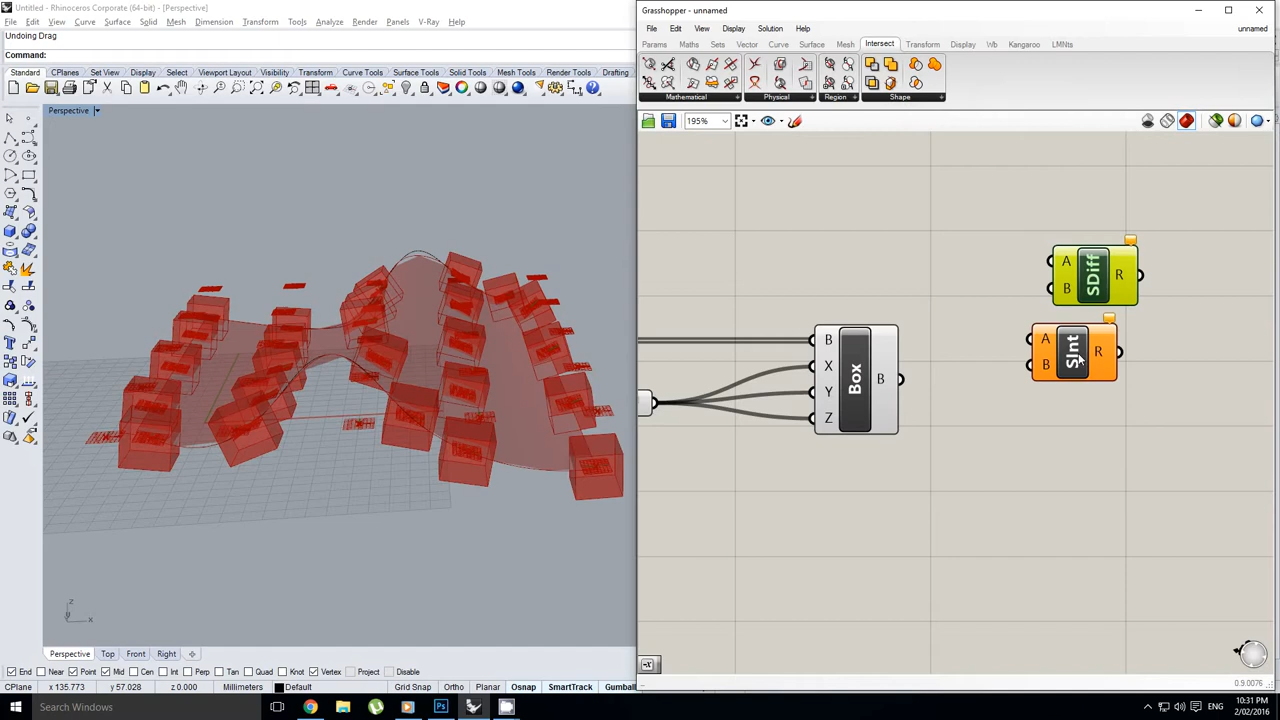 Untitled - Rhinoceros Corporate (64-bit) - [Perspective]
File Edit View Curve Surface Solid Mesh Dimension Transform Tools Analyze Render Panels V-Ray Help
Undoing Drag
Command:
Standard CPlanes Set View Display Select Viewport Layout Visibility Transform Curve Tools Surface Tools Solid Tools Mesh Tools Render Tools Drafting
Perspective
z
y
x
Perspective Top Front Right
End Near Point Mid Cen Int Perp Tan Quad Knot Vertex Project Disable
CPlane x 135.773 y 57.028 z 0.000 Millimeters Default Grid Snap Ortho Planar Osnap SmartTrack Gumball
Grasshopper - unnamed
File Edit View Display Solution Help
unnamed
Params Maths Sets Vector Curve Surface Mesh Intersect Transform Display Wb Kangaroo LMNts
Mathematical Physical Region Shape
195%
A
B
SDiff
R
A
B
SInt
R
B
X
Y
Z
Box
B
0.9.0076
Search Windows
ENG
10:31 PM
2/02/2016